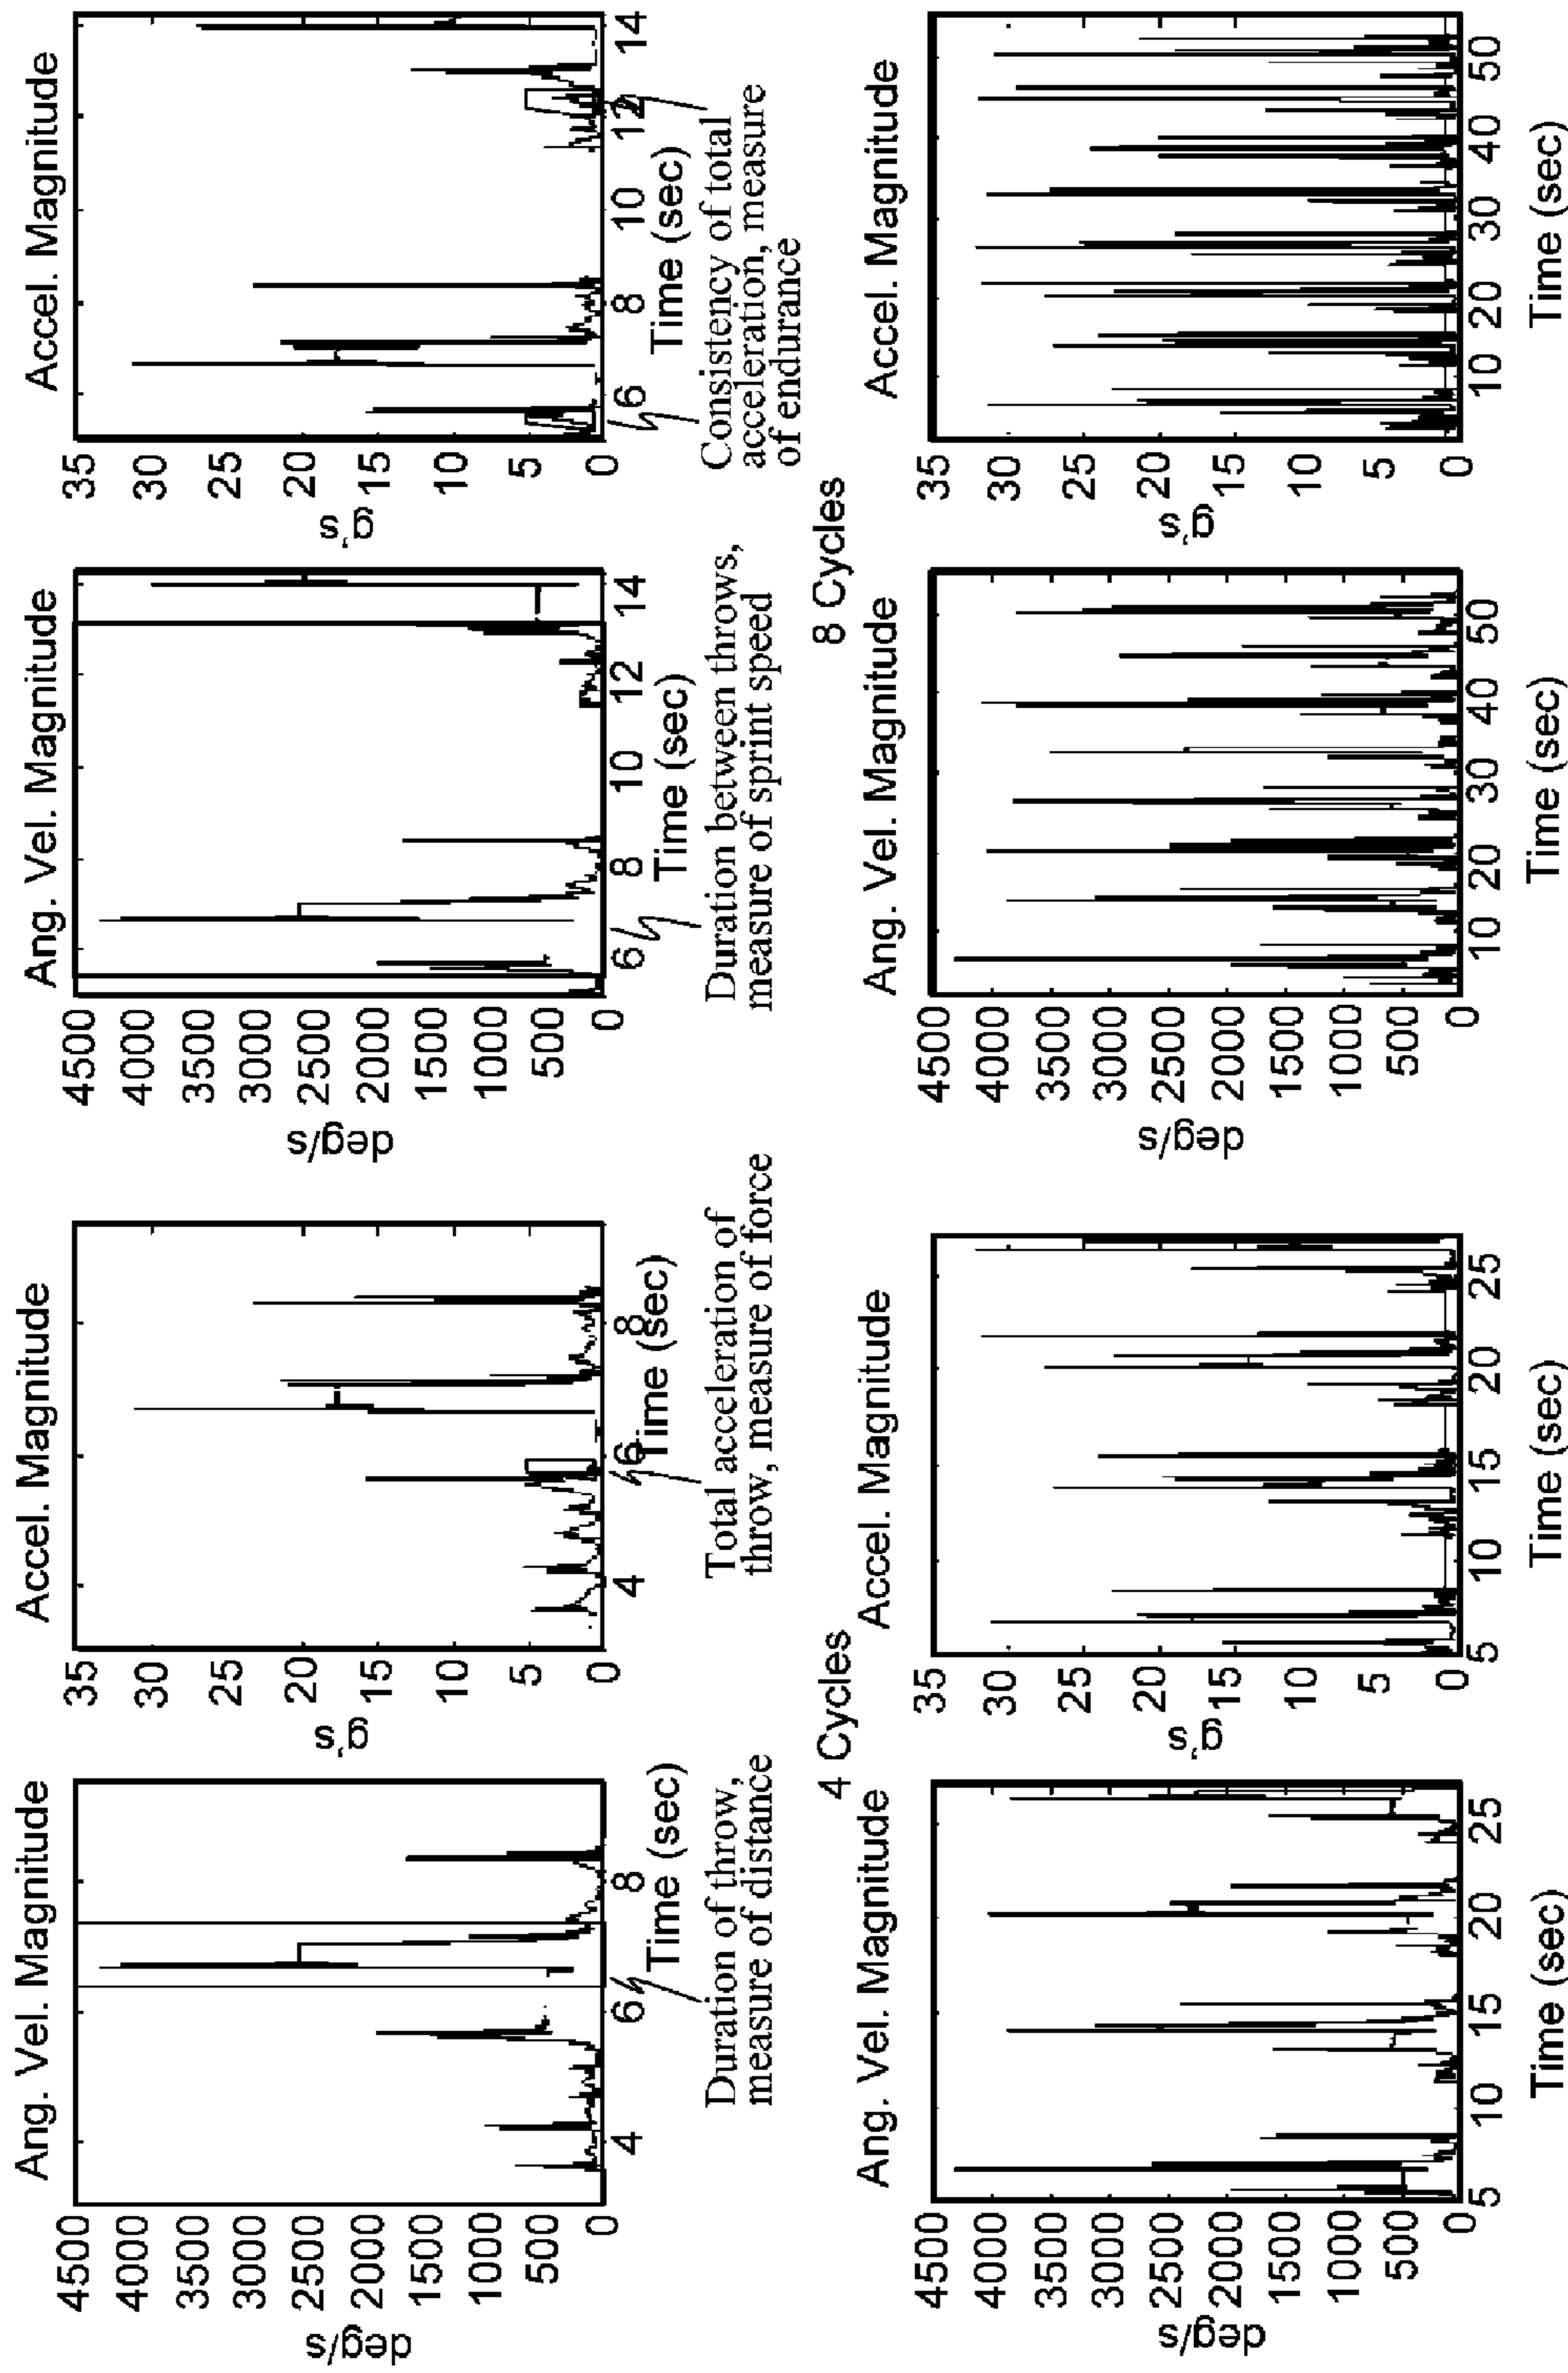 Ang. Vel. Magnitude
4500
4000
3500
3000
2500
2000
1500
1000
500
0
deg/s
4 6 8
Time (sec)
Duration of throw,
measure of distance
Accel. Magnitude
35
30
25
20
15
10
5
0
g's
4 6 8
Time (sec)
Total acceleration of
throw, measure of force
Ang. Vel. Magnitude
4500
4000
3500
3000
2500
2000
1500
1000
500
0
deg/s
6 8 10 12 14
Time (sec)
Duration between throws,
measure of sprint speed
Accel. Magnitude
35
30
25
20
15
10
5
0
g's
6 8 10 12 14
Time (sec)
Consistency of total
acceleration, measure
of endurance
4 Cycles
Ang. Vel. Magnitude
4500
4000
3500
3000
2500
2000
1500
1000
500
0
deg/s
5 10 15 20 25
Time (sec)
Accel. Magnitude
35
30
25
20
15
10
5
0
g's
5 10 15 20 25
Time (sec)
8 Cycles
Ang. Vel. Magnitude
4500
4000
3500
3000
2500
2000
1500
1000
500
0
deg/s
10 20 30 40 50
Time (sec)
Accel. Magnitude
35
30
25
20
15
10
5
0
g's
10 20 30 40 50
Time (sec)